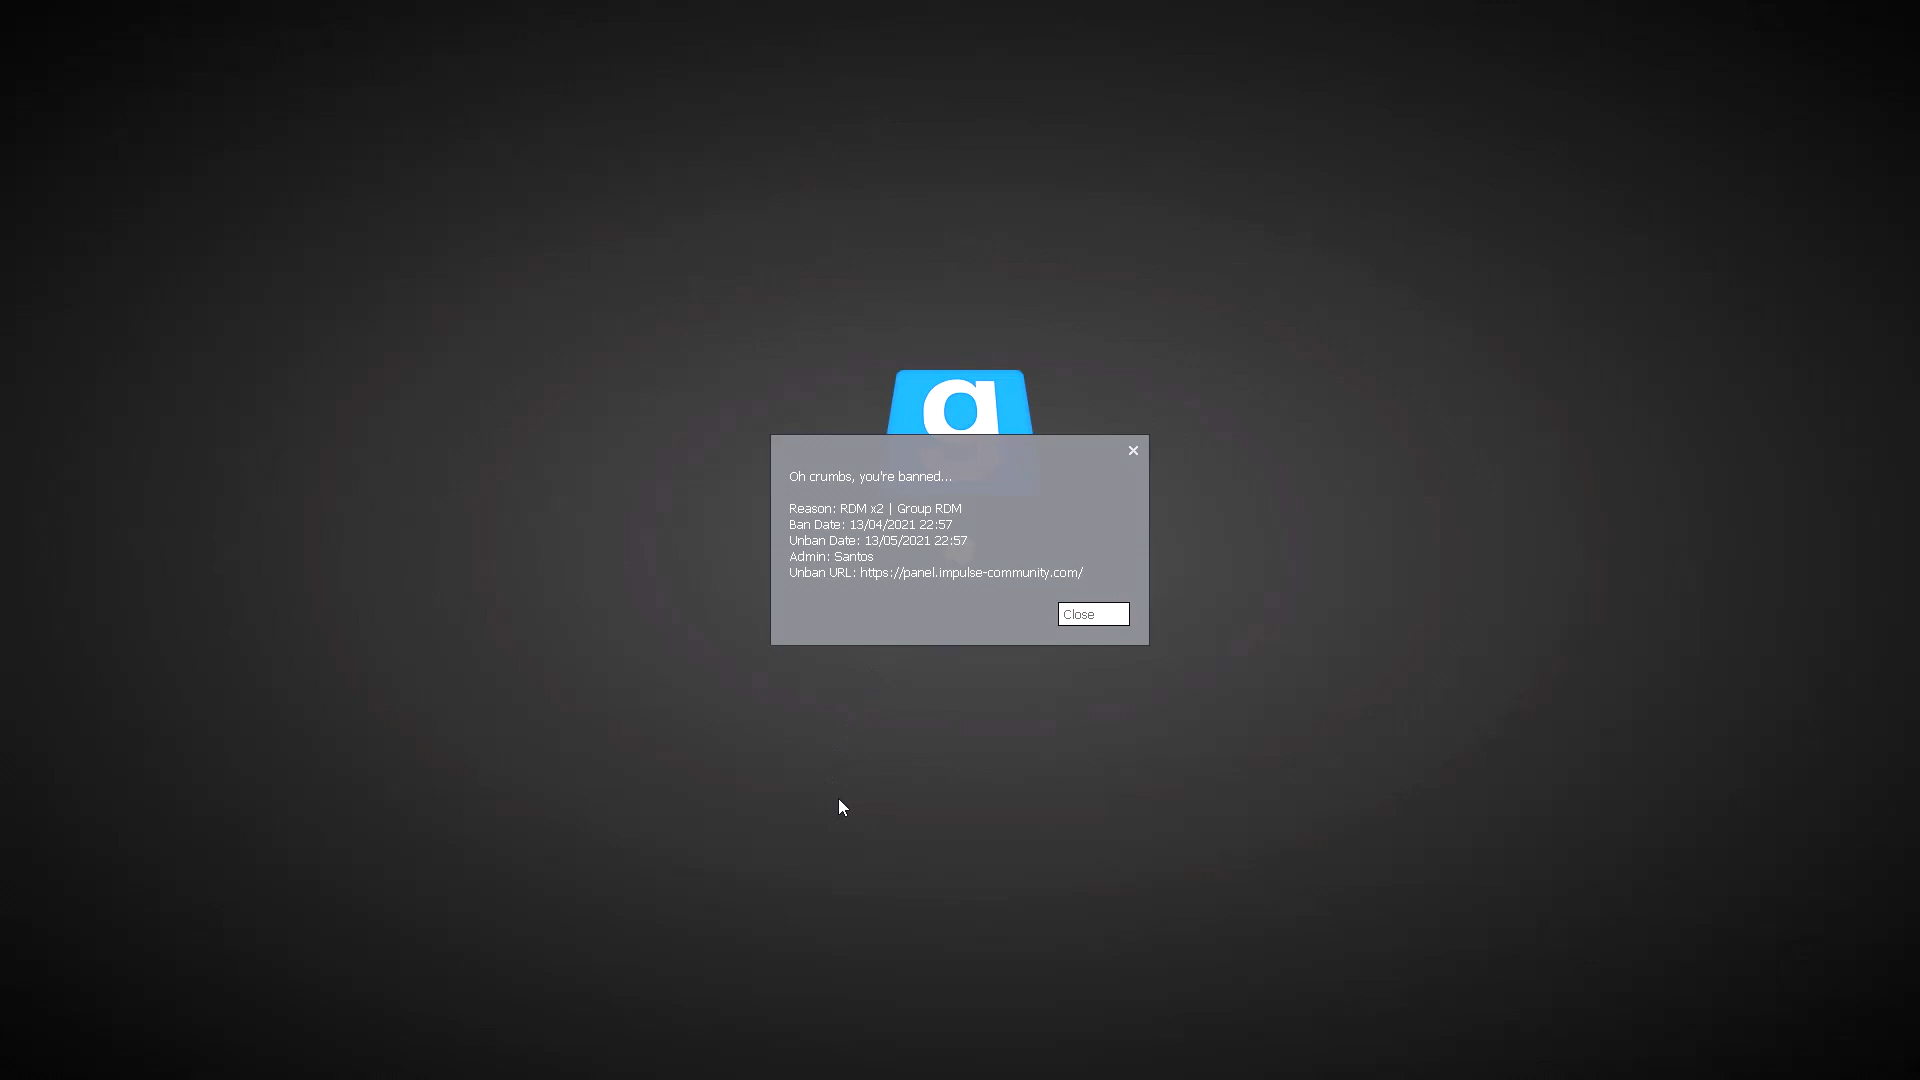 g
Oh crumbs, you're banned...
Reason: RDM x2 | Group RDM
Ban Date: 13/04/2021 22:57
Unban Date: 13/05/2021 22:57
Admin: Santos
Unban URL: https://panel.impulse-community.com/
Close